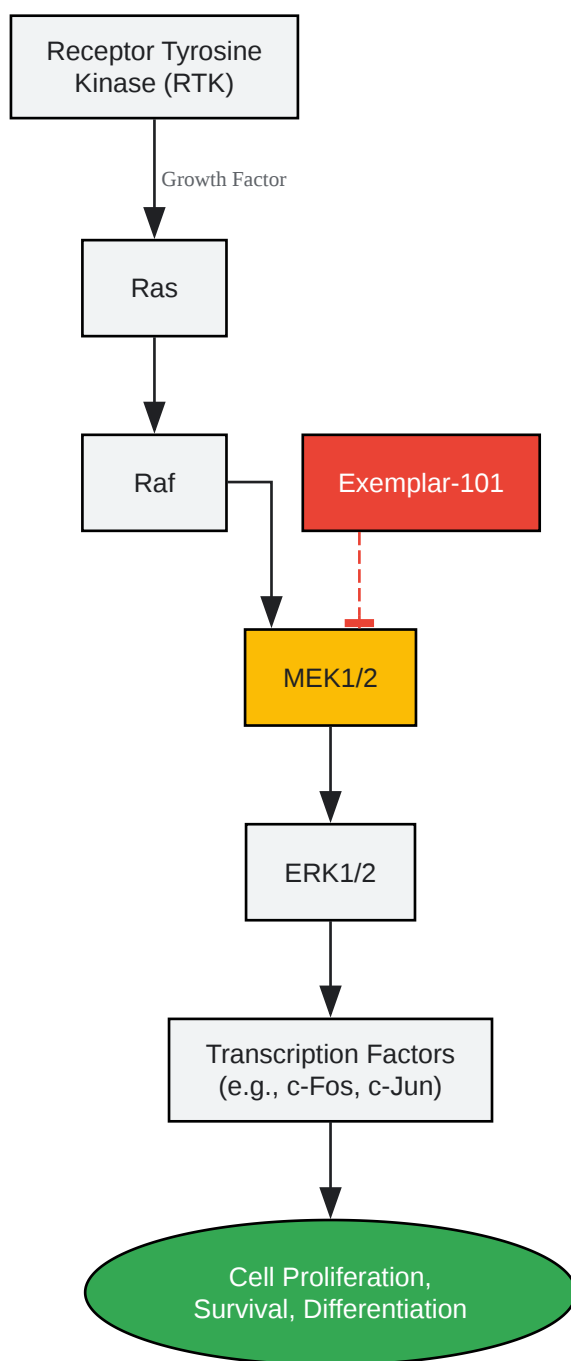 Receptor Tyrosine
Kinase (RTK)
Growth Factor
Ras
Raf
Exemplar-101
MEK1/2
ERK1/2
Transcription Factors
(e.g., c-Fos, c-Jun)
Cell Proliferation,
Survival, Differentiation